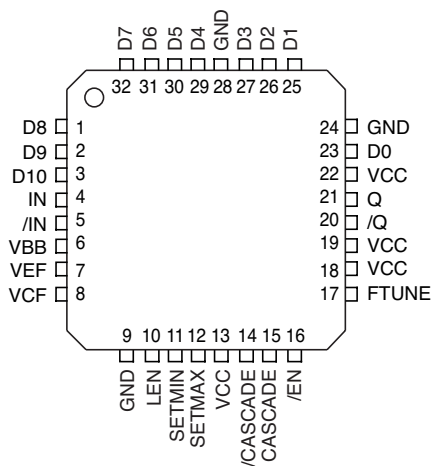 D7 D6 D5 D4 GND D3 D2 D1
32 31 30 29 28 27 26 25
D8 1
D9 2
D10 3
IN 4
/IN 5
VBB 6
VEF 7
VCF 8
24 GND
23 D0
22 VCC
21 Q
20 /Q
19 VCC
18 VCC
17 FTUNE
9 10 11 12 13 14 15 16
GND LEN SETMIN SETMAX VCC /CASCADE CASCADE /EN